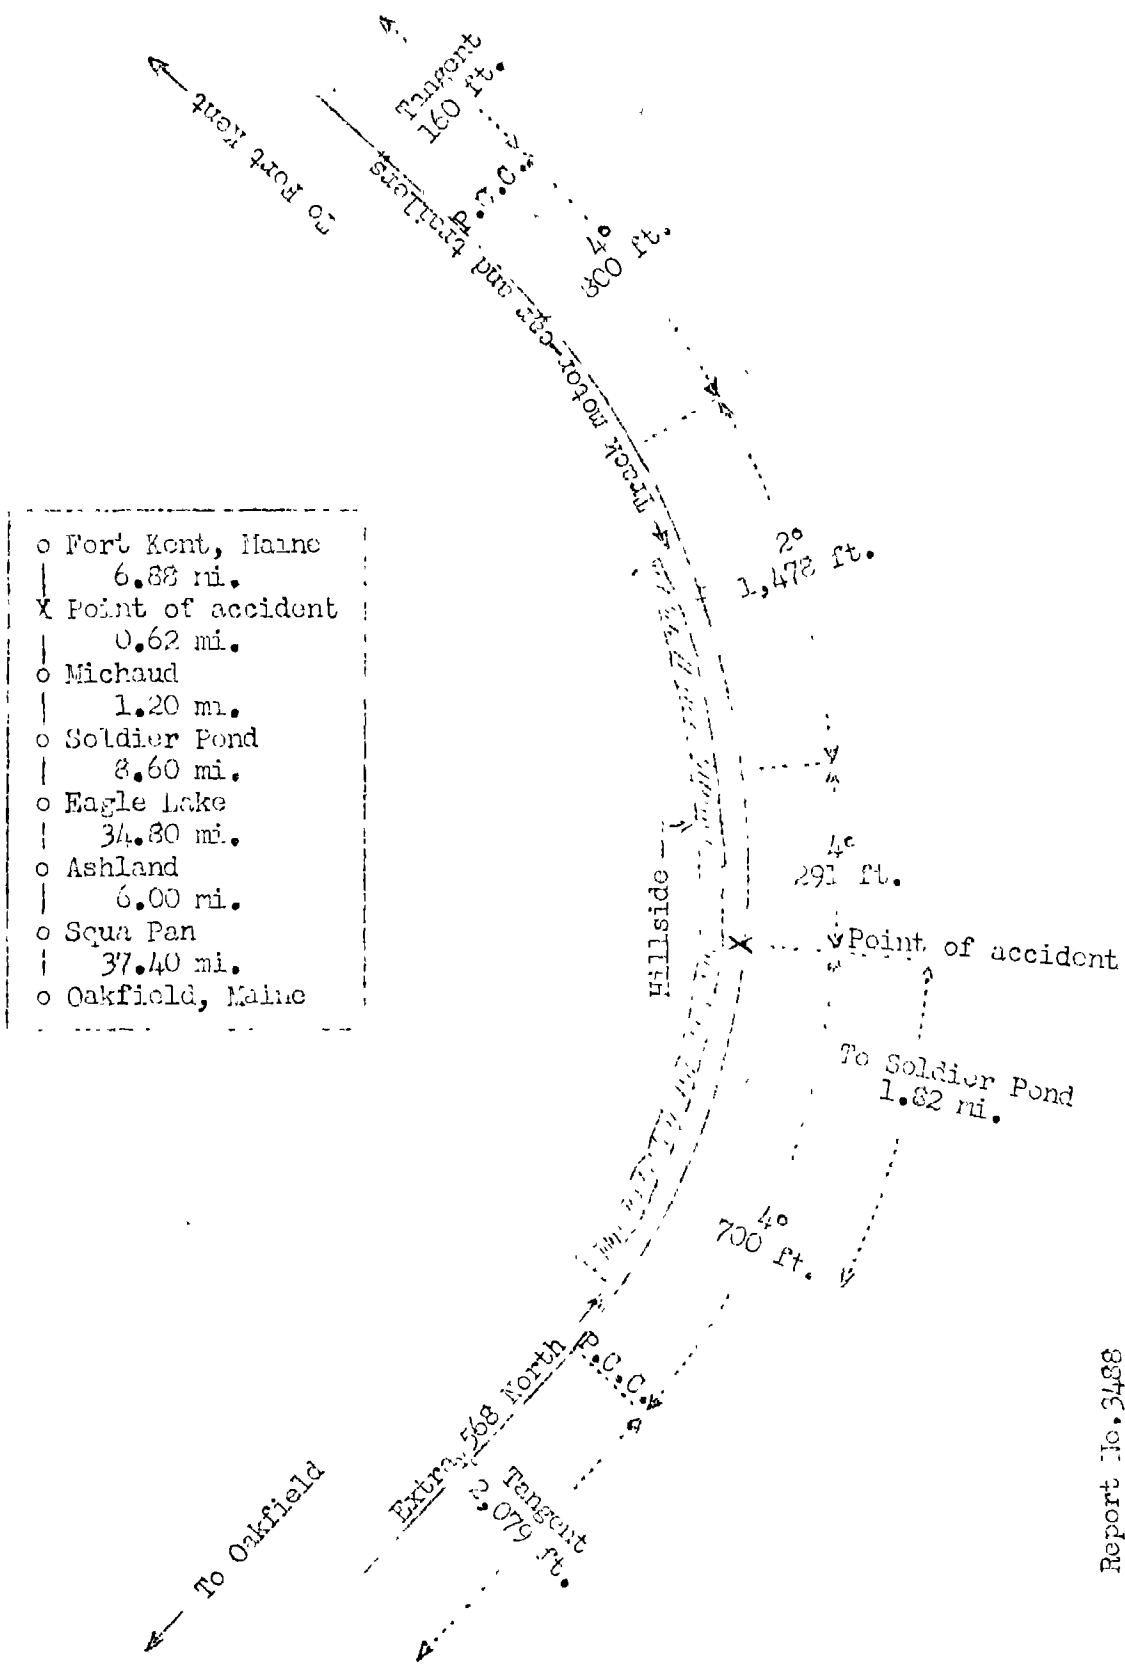 To Fort Kent
Tangent
160 ft.
P.C.C.
4°
800 ft.
Track motor-car and trailers
2°
1,478 ft.
o Fort Kent, Maine
6.88 mi.
X Point of accident
0.62 mi.
o Michaud
1.20 mi.
o Soldier Pond
8.60 mi.
o Eagle Lake
34.80 mi.
o Ashland
6.00 mi.
o Squa Pan
37.40 mi.
o Oakfield, Maine
Hillside
4°
291 ft.
X
Point of accident
To Soldier Pond
1.82 mi.
4°
700 ft.
P.C.C.
Extra 568 North
Tangent
2,079 ft.
To Oakfield
Report No. 3488